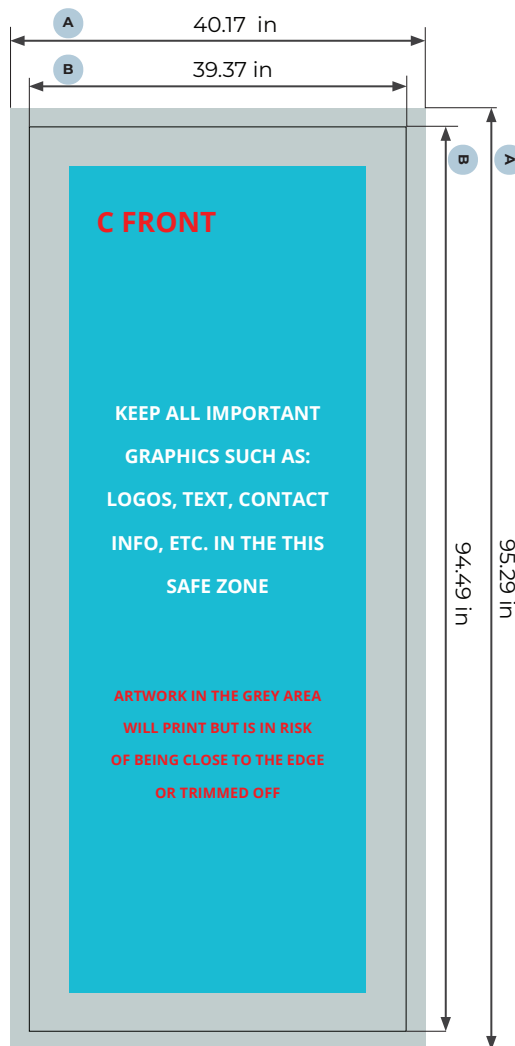 A
40.17 in
B
39.37 in
B
A
C FRONT
KEEP ALL IMPORTANT
GRAPHICS SUCH AS:
LOGOS, TEXT, CONTACT
INFO, ETC. IN THE THIS
SAFE ZONE
94.49 in
95.29 in
ARTWORK IN THE GREY AREA
WILL PRINT BUT IS IN RISK
OF BEING CLOSE TO THE EDGE
OR TRIMMED OFF